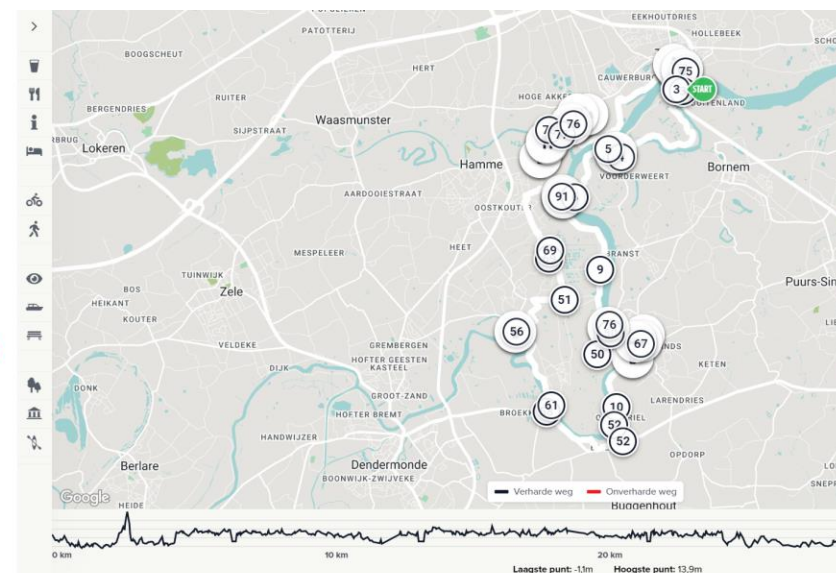 EEKHOUTDRIES
PATOTTERIJ
HOLLEBEEK
BOOGSCHEUT
HERT
CAUWERBURG
75
3
START
BERGENDRIES
RUITER
HOGE AKKER
Waasmunster
76
SIJPSTRAAT
Lokeren
5
Hamme
VOORDERWEERT
Bornem
AARDOOIESTRAAT
91
OOSTKOUTER
HEET
69
MESPELEER
BRANST
9
TUINWIJK
BOS
HEIKANT
Zele
Puurs-Sin
51
KOUTER
56
76
67
VELDEKE
GREMBERGEN
HOFTER GEESTEN
KASTEEL
50
DIJK
KETEN
DONK
GROOT-ZAND
61
10
LARENDRIES
HOFTER BREMT
52
HANDWIJZER
52
OPDORP
Berlare
Dendermonde
BOONWIJK-ZWIJVEKE
Google
Verharde weg
Onverharde weg
HEIDE
Buggenhout
0 km
10 km
20 km
Laagste punt: -1,1m
Hoogste punt: 13,9m